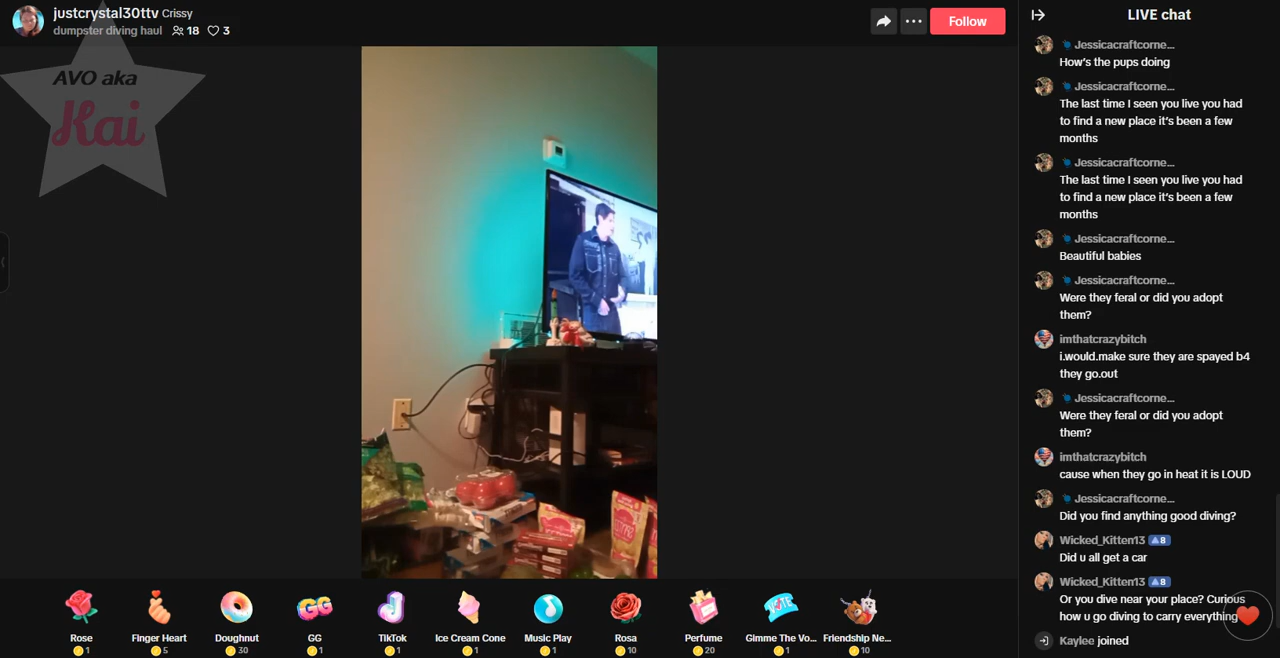 justcrystal30ttv Crissy
dumpster diving haul 18 3
Follow
AVO aka
Kai
LIVE chat
Jessicacraftcorne...
How's the pups doing
Jessicacraftcorne...
The last time I seen you live you had
to find a new place it's been a few
months
Jessicacraftcorne...
The last time I seen you live you had
to find a new place it's been a few
months
Jessicacraftcorne...
Beautiful babies
Jessicacraftcorne...
Were they feral or did you adopt
them?
imthatcrazybitch
i.would.make sure they are spayed b4
they go.out
Jessicacraftcorne...
Were they feral or did you adopt
them?
imthatcrazybitch
cause when they go in heat it is LOUD
Jessicacraftcorne...
Did you find anything good diving?
Wicked_Kitten13 8
Did u all get a car
Wicked_Kitten13 8
Or you dive near your place? Curious
how u go diving to carry everything
Kaylee joined
GG
VOTE
Rose Finger Heart Doughnut GG TikTok Ice Cream Cone Music Play Rosa Perfume Gimme The Vo... Friendship Ne...
1 5 30 1 1 1 1 10 20 1 10